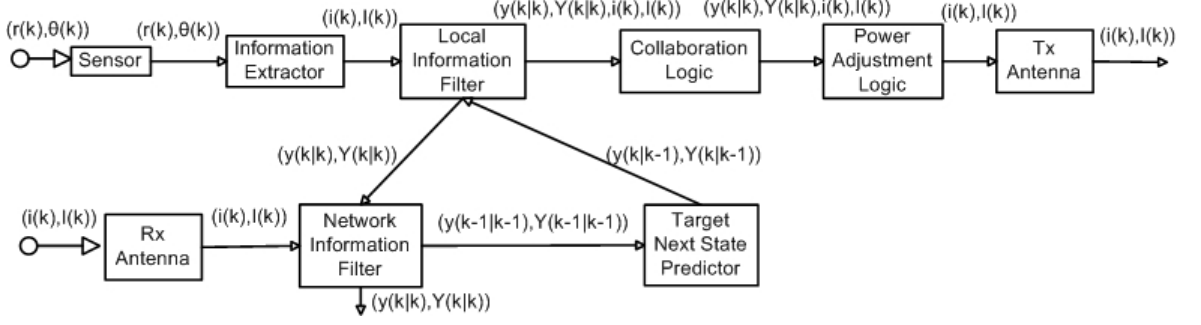 (r(k),θ(k))
Sensor
(r(k),θ(k))
Information
Extractor
(i(k),I(k))
Local
Information
Filter
(y(k|k),Y(k|k),i(k),I(k))
Collaboration
Logic
(y(k|k),Y(k|k),i(k),I(k))
Power
Adjustment
Logic
(i(k),I(k))
Tx
Antenna
(i(k),I(k))
(y(k|k),Y(k|k))
(y(k|k-1),Y(k|k-1))
(i(k),I(k))
Rx
Antenna
(i(k),I(k))
Network
Information
Filter
(y(k-1|k-1),Y(k-1|k-1))
Target
Next State
Predictor
(y(k|k),Y(k|k))